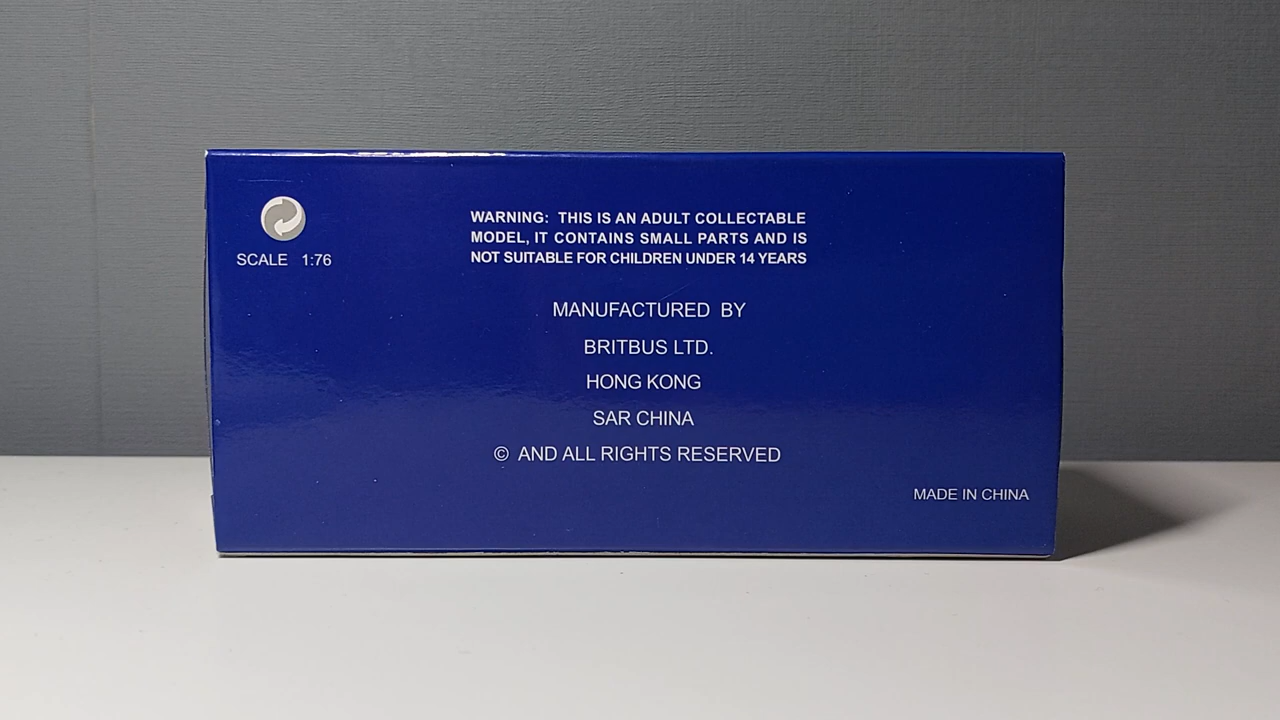 WARNING: THIS IS AN ADULT COLLECTABLE
MODEL, IT CONTAINS SMALL PARTS AND IS
NOT SUITABLE FOR CHILDREN UNDER 14 YEARS
SCALE 1:76
MANUFACTURED BY
BRITBUS LTD.
HONG KONG
SAR CHINA
© AND ALL RIGHTS RESERVED
MADE IN CHINA